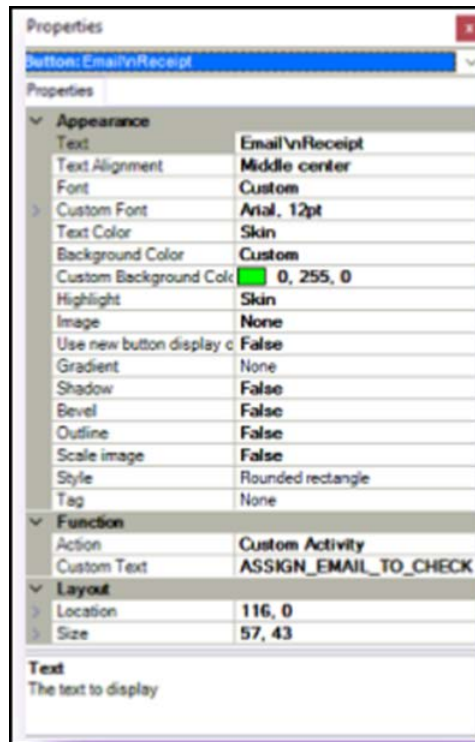 Properties
x
Button: Email\nReceipt
Properties
Appearance
Text Email\nReceipt
Text Alignment Middle center
Font Custom
Custom Font Arial, 12pt
Text Color Skin
Background Color Custom
Custom Background Colo 0, 255, 0
Highlight Skin
Image None
Use new button display o False
Gradient None
Shadow False
Bevel False
Outline False
Scale image False
Style Rounded rectangle
Tag None
Function
Action Custom Activity
Custom Text ASSIGN_EMAIL_TO_CHECK
Layout
Location 116, 0
Size 57, 43
Text
The text to display